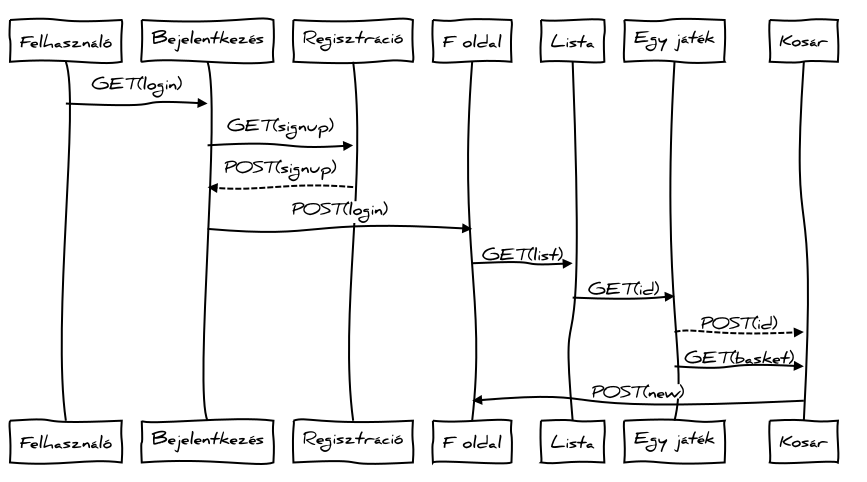 Felhasználó
Bejelentkezés
Regisztráció
F oldal
Lista
Egy játék
Kosár
GET(login)
GET(signup)
POST(signup)
POST(login)
GET(list)
GET(id)
POST(id)
GET(basket)
POST(new)
Felhasználó
Bejelentkezés
Regisztráció
F oldal
Lista
Egy játék
Kosár